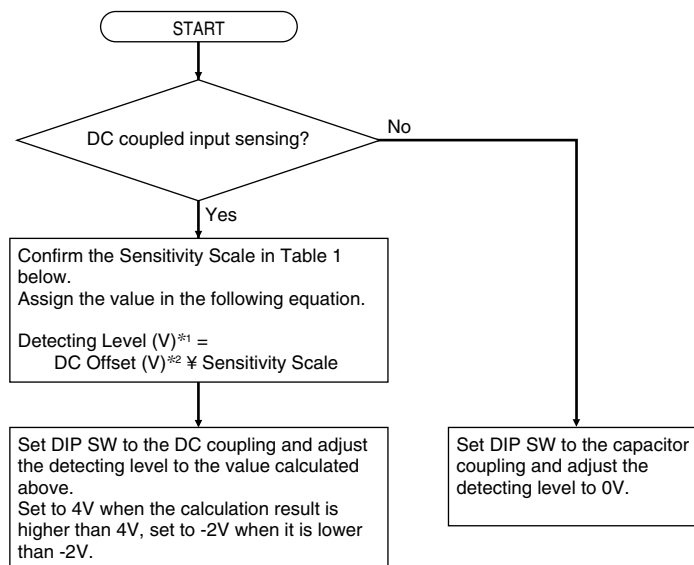 START
DC coupled input sensing?
No
Yes
Confirm the Sensitivity Scale in Table 1
below.
Assign the value in the following equation.
Detecting Level (V)※1 =
DC Offset (V)※2 ¥ Sensitivity Scale
Set DIP SW to the DC coupling and adjust
the detecting level to the value calculated
above.
Set to 4V when the calculation result is
higher than 4V, set to -2V when it is lower
than -2V.
Set DIP SW to the capacitor
coupling and adjust the
detecting level to 0V.